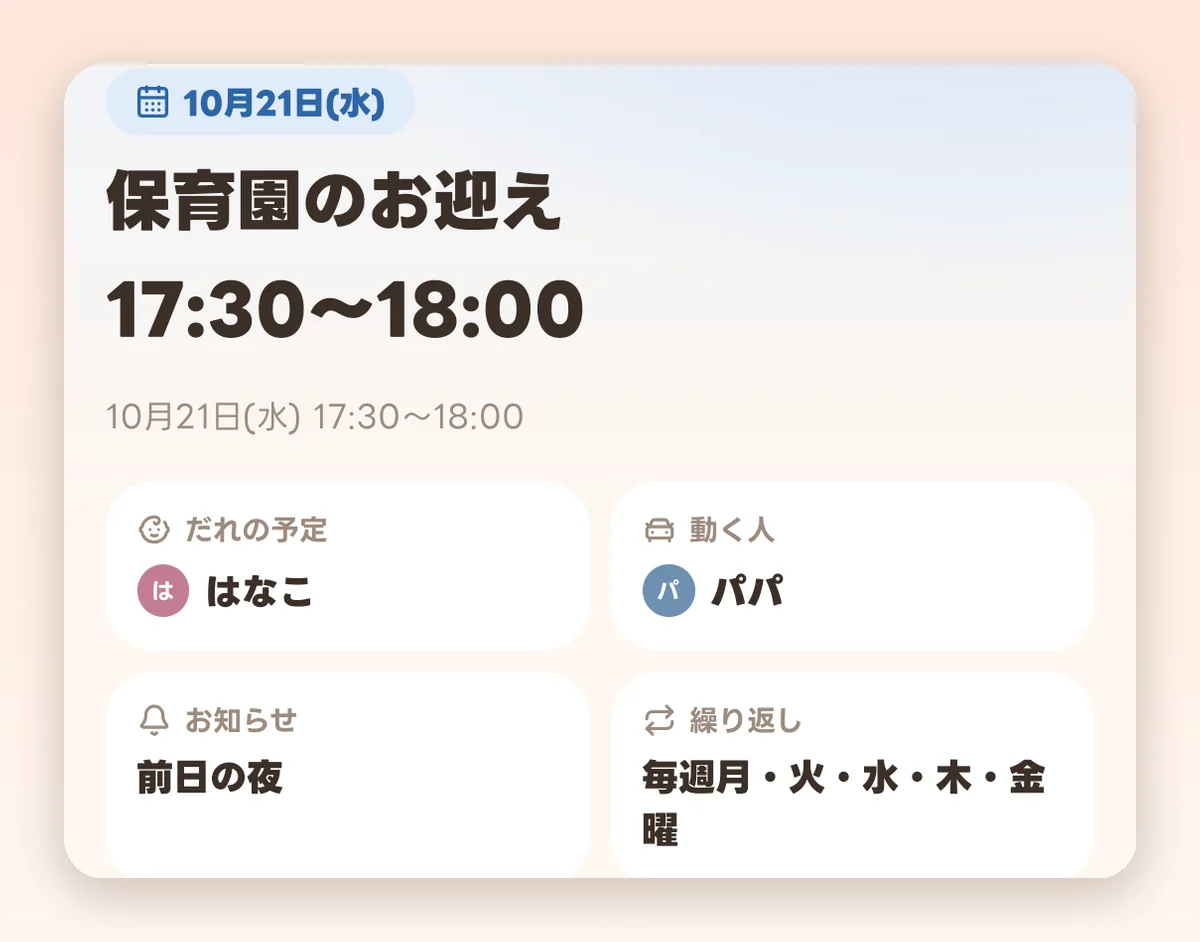 10月21日(水)
保育園のお迎え
17:30〜18:00
10月21日(水) 17:30〜18:00
だれの予定
は はなこ
動く人
パ パパ
お知らせ
前日の夜
繰り返し
毎週月・火・水・木・金
曜